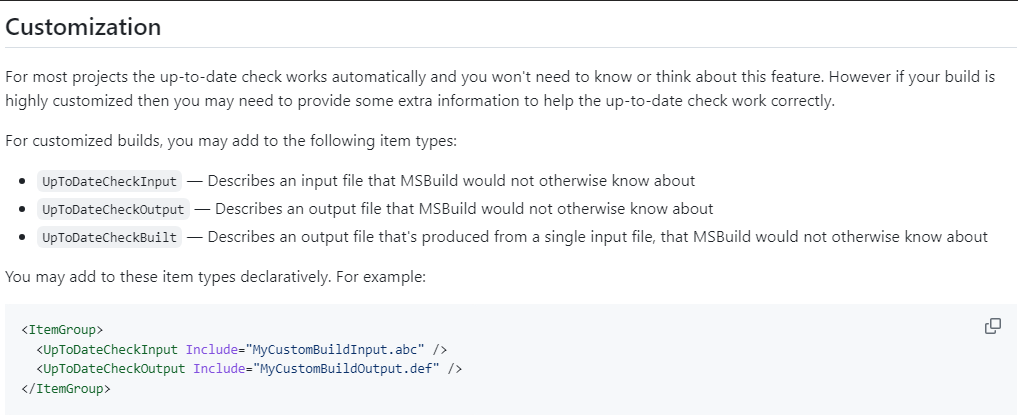 Customization
For most projects the up-to-date check works automatically and you won't need to know or think about this feature. However if your build is
highly customized then you may need to provide some extra information to help the up-to-date check work correctly.
For customized builds, you may add to the following item types:
• UpToDateCheckInput — Describes an input file that MSBuild would not otherwise know about
• UpToDateCheckOutput — Describes an output file that MSBuild would not otherwise know about
• UpToDateCheckBuilt — Describes an output file that's produced from a single input file, that MSBuild would not otherwise know about
You may add to these item types declaratively. For example:
<ItemGroup>
  <UpToDateCheckInput Include="MyCustomBuildInput.abc" />
  <UpToDateCheckOutput Include="MyCustomBuildOutput.def" />
</ItemGroup>